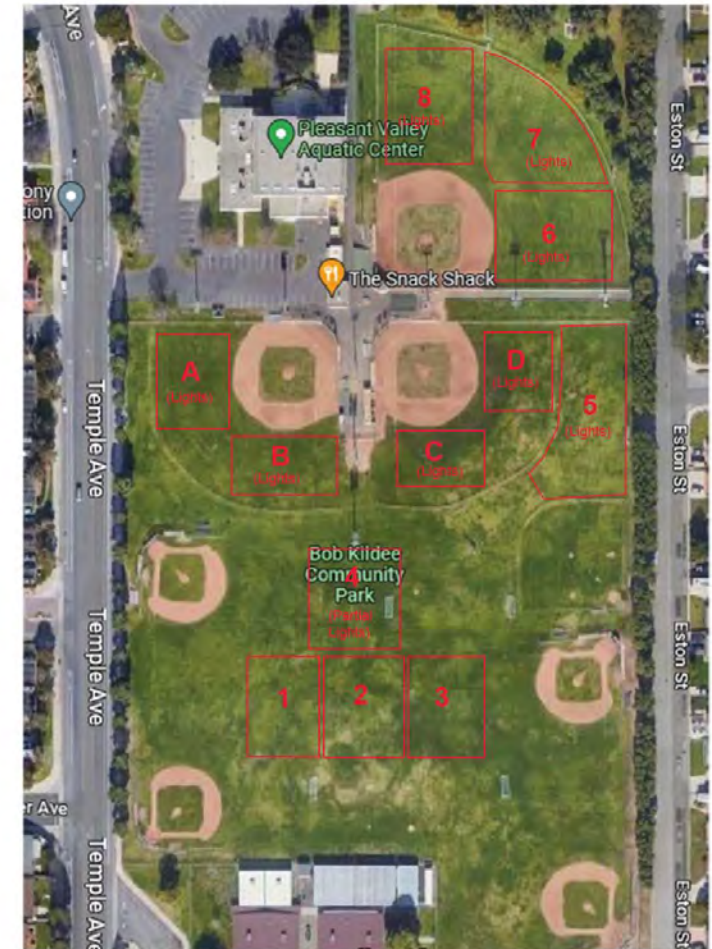 Ave
8
(Lights)
Pleasant Valley
Aquatic Center
7
(Lights)
Eston St
ony
tion
6
(Lights)
The Snack Shack
A
(Lights)
D
(Lights)
5
(Lights)
B
(Lights)
C
(Lights)
Temple Ave
Eston St
Bob Kildee
Community
Park
4
(Partial
Lights)
Temple Ave
Eston St
1
2
3
er Ave
Temple Ave
Eston St